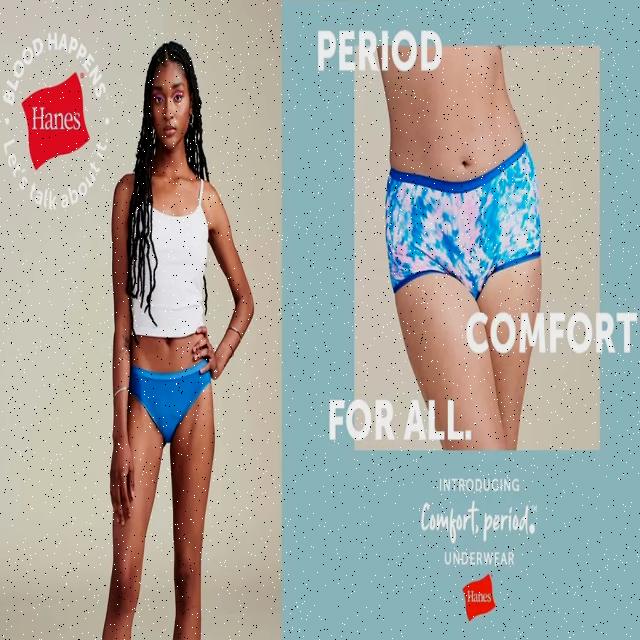 BLOOD HAPPENS
Hanes
Let's talk about it.
PERIOD
COMFORT
FOR ALL.
INTRODUCING
Comfort, period.
UNDERWEAR
Hanes